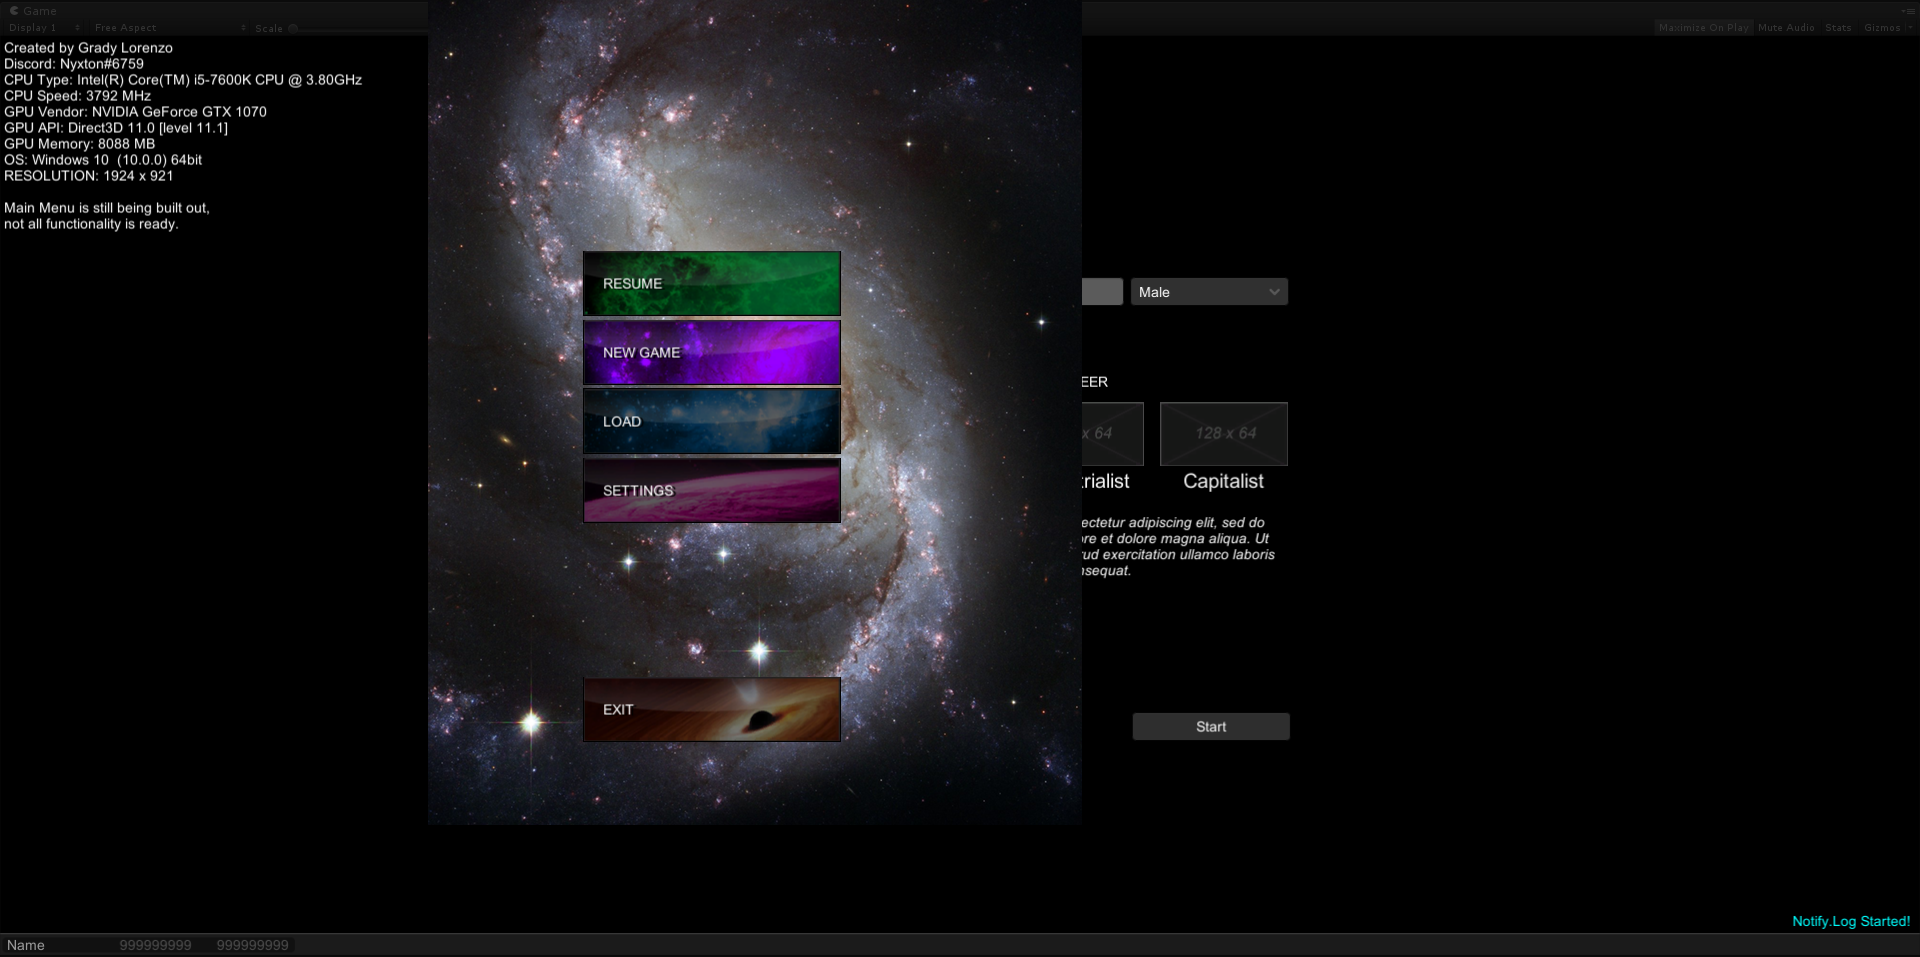 Game
Display 1 Free Aspect Scale
Maximize On Play Mute Audio Stats Gizmos
Created by Grady Lorenzo
Discord: Nyxton#6759
CPU Type: Intel(R) Core(TM) i5-7600K CPU @ 3.80GHz
CPU Speed: 3792 MHz
GPU Vendor: NVIDIA GeForce GTX 1070
GPU API: Direct3D 11.0 [level 11.1]
GPU Memory: 8088 MB
OS: Windows 10 (10.0.0) 64bit
RESOLUTION: 1924 x 921
Main Menu is still being built out,
not all functionality is ready.
RESUME
NEW GAME
LOAD
SETTINGS
EXIT
Male
EER
x 64
128 x 64
trialist
Capitalist
ectetur adipiscing elit, sed do
ore et dolore magna aliqua. Ut
rud exercitation ullamco laboris
nsequat.
Start
Notify.Log Started!
Name 999999999 999999999